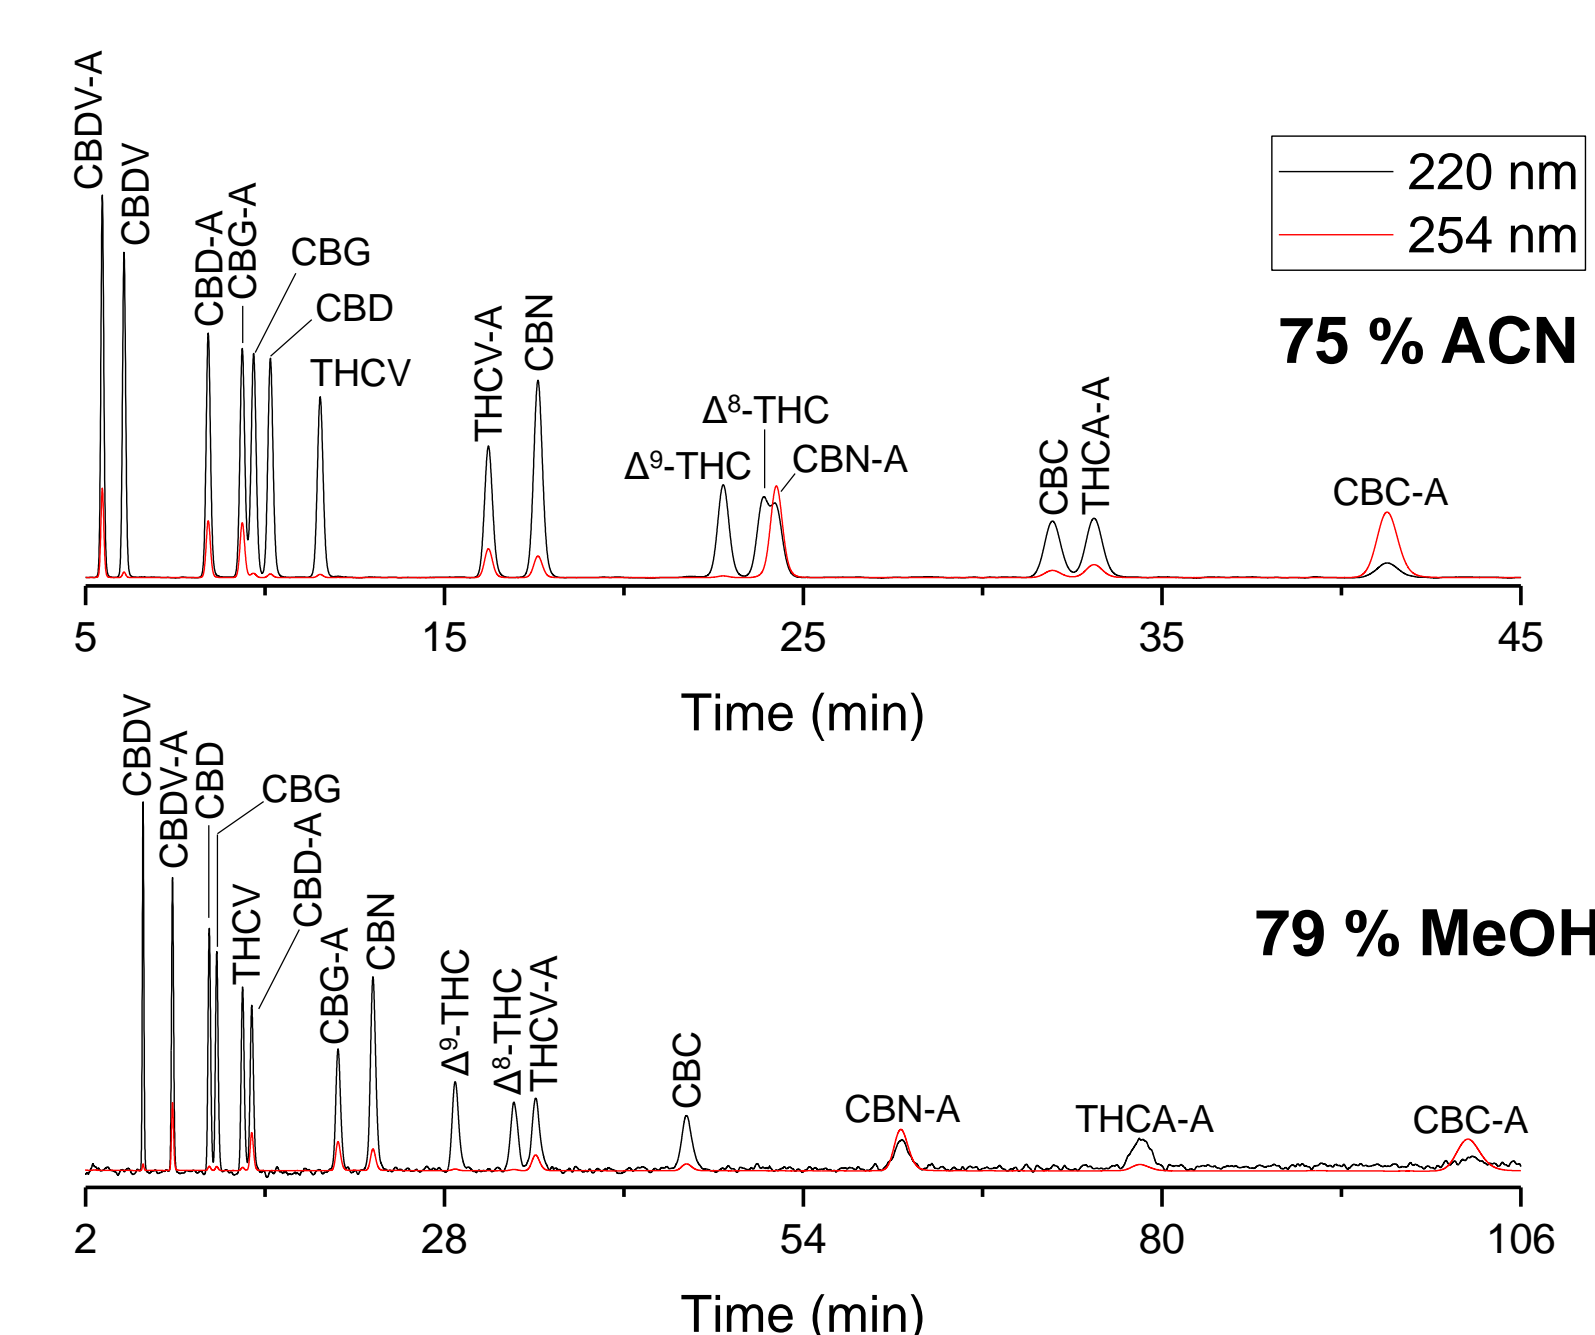 CBDV-A
CBDV
CBD-A
CBG-A
CBG
CBD
THCV
THCV-A
CBN
Δ⁹-THC
Δ⁸-THC
CBN-A
CBC
THCA-A
CBC-A
220 nm
254 nm
75 % ACN
5 15 25 35 45
Time (min)
CBDV
CBDV-A
CBD
CBG
THCV
CBD-A
CBG-A
CBN
Δ⁹-THC
Δ⁸-THC
THCV-A
CBC
CBN-A
THCA-A
CBC-A
79 % MeOH
2 28 54 80 106
Time (min)